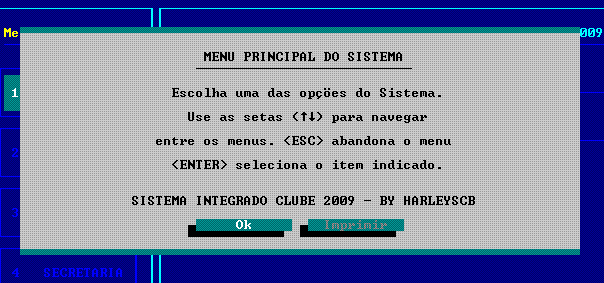 Me
009
MENU PRINCIPAL DO SISTEMA
Escolha uma das opções do Sistema.
Use as setas <↑↓> para navegar
entre os menus. <ESC> abandona o menu
<ENTER> seleciona o item indicado.
SISTEMA INTEGRADO CLUBE 2009 - BY HARLEYSCB
Ok Imprimir
1
2
3
4 SECRETARIA